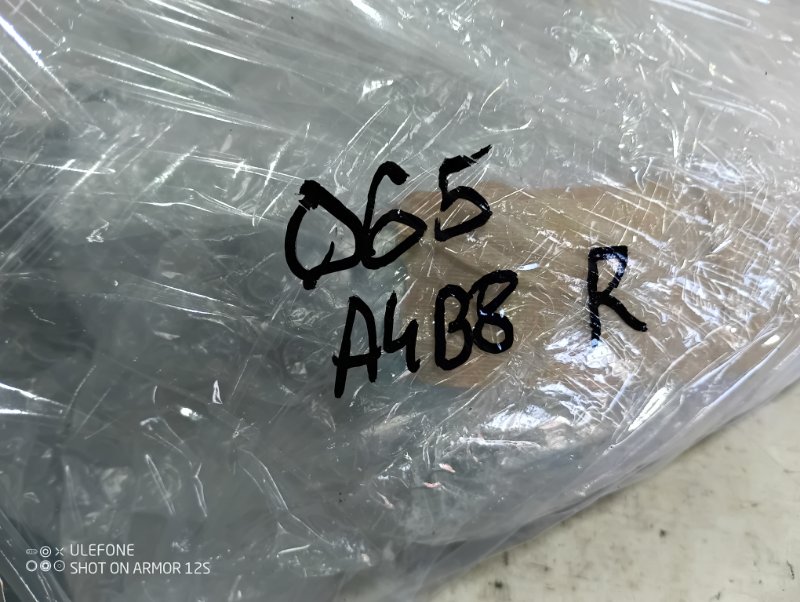 065
A4B8 R
ULEFONE
SHOT ON ARMOR 12S